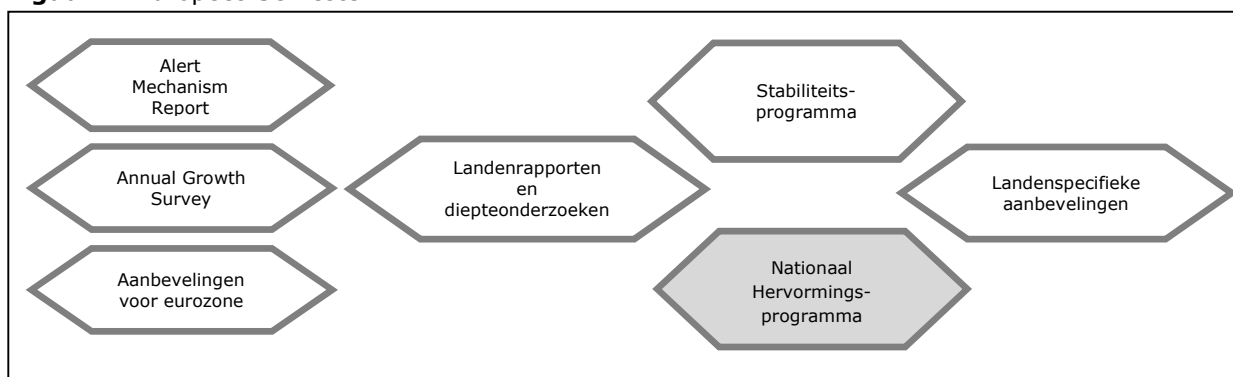 Alert
Mechanism
Report
Annual Growth
Survey
Aanbevelingen
voor eurozone
Landenrapporten
en
diepteonderzoeken
Stabiliteits-
programma
Nationaal
Hervormings-
programma
Landenspecifieke
aanbevelingen